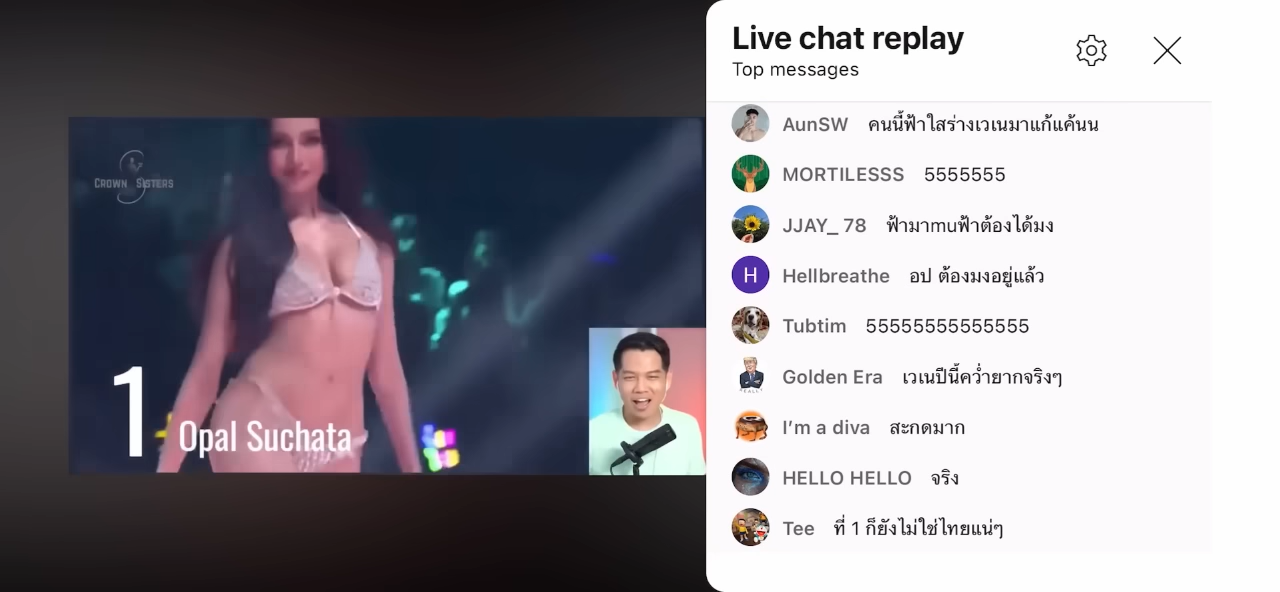 CROWN SISTERS
1
Opal Suchata
Live chat replay
Top messages
AunSW คนนี้ฟ้าใสร่างเวเนมาแก้แค้นน
MORTILESSS 5555555
JJAY_ 78 ฟ้ามาmuฟ้าต้องได้มง
H
Hellbreathe อป ต้องมงอยู่แล้ว
Tubtim 55555555555555
Golden Era เวเนปีนี้คว่ำยากจริงๆ
I'm a diva สะกดมาก
HELLO HELLO จริง
Tee ที่ 1 ก็ยังไม่ใช่ไทยแน่ๆ